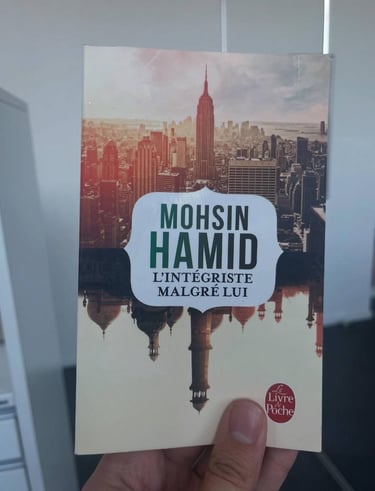 MOHSIN
HAMID
L'INTÉGRISTE
MALGRÉ LUI
Le
Livre
de
Poche